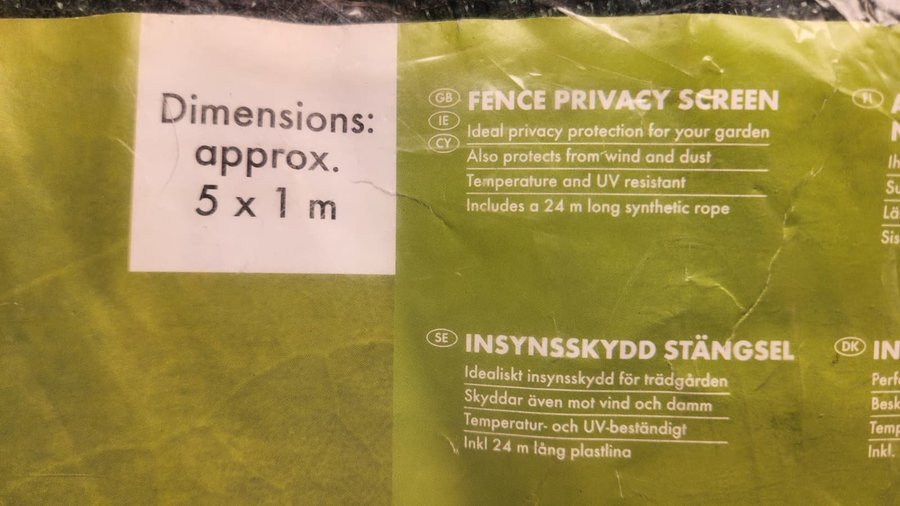 Dimensions:
approx.
5 x 1 m
GB
IE
CY
FENCE PRIVACY SCREEN
Ideal privacy protection for your garden
Also protects from wind and dust
Temperature and UV resistant
Includes a 24 m long synthetic rope
SE
INSYNSSKYDD STÄNGSEL
Idealiskt insynsskydd för trädgården
Skyddar även mot vind och damm
Temperatur- och UV-beständigt
Inkl 24 m lång plastlina
DK
Inkl.